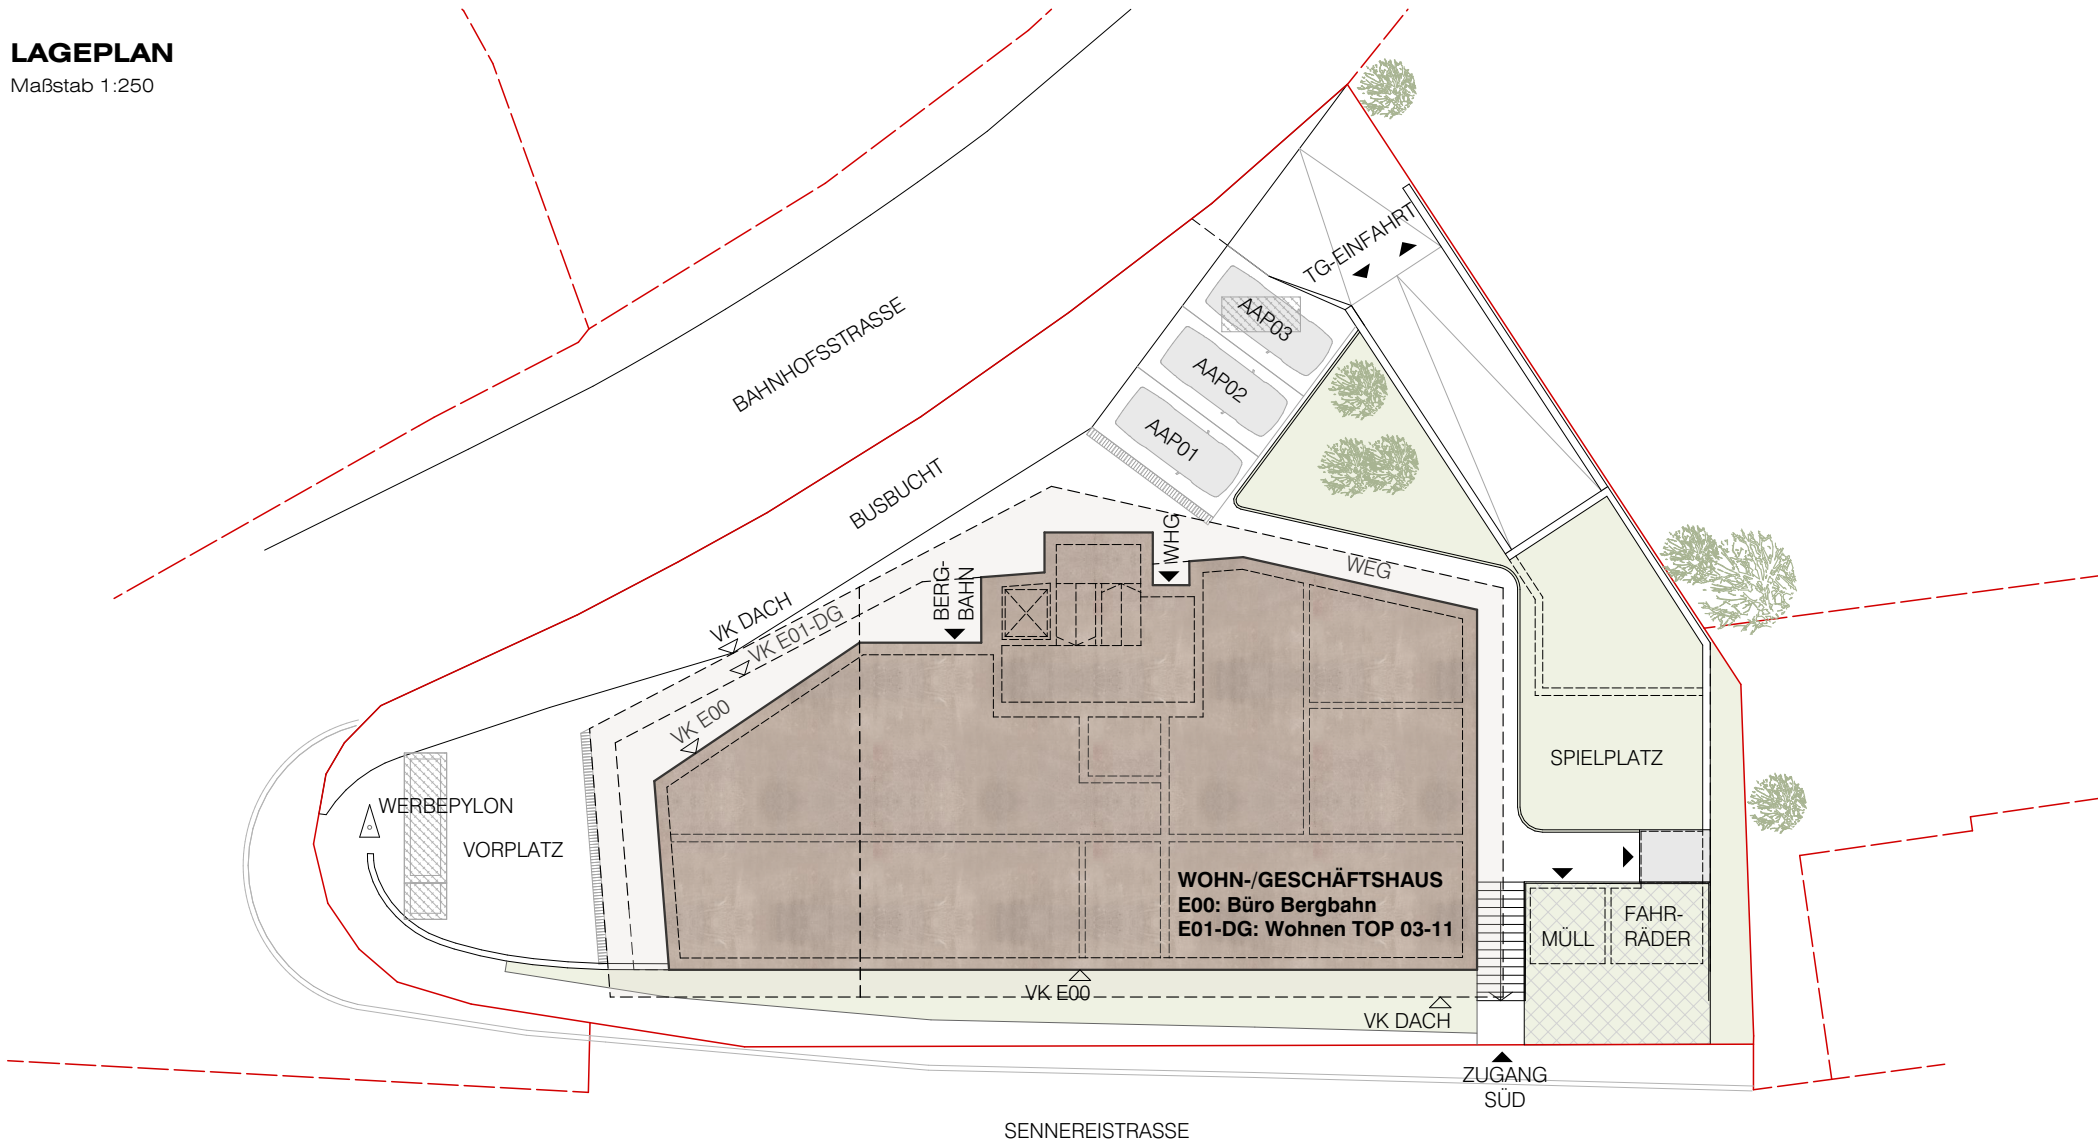 LAGEPLAN
Maßstab 1:250
TG-EINFAHRT
AAP03
BAHNHOFSSTRASSE
AAP02
AAP01
BUSBUCHT
WHG
WEG
BERG-
BAHN
VK DACH
VK E01-DG
VK E00
SPIELPLATZ
WERBEPYLON
VORPLATZ
WOHN-/GESCHÄFTSHAUS
E00: Büro Bergbahn
E01-DG: Wohnen TOP 03-11
MÜLL
FAHR-
RÄDER
VK E00
VK DACH
ZUGANG
SÜD
SENNEREISTRASSE